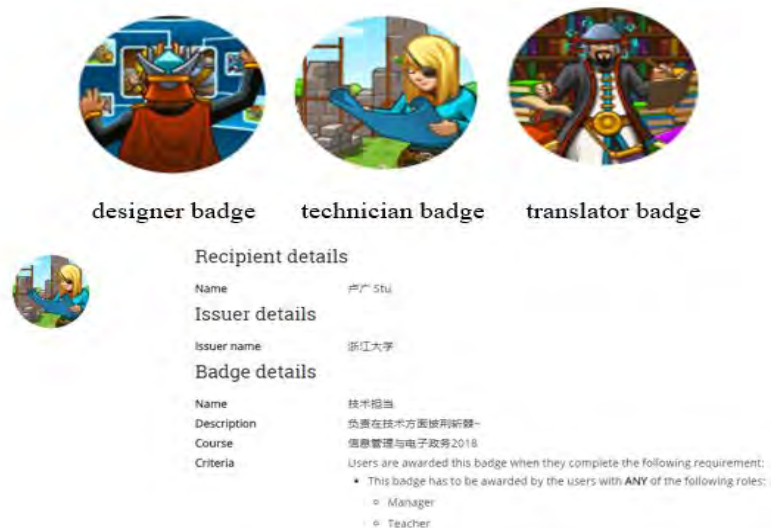 designer badge technician badge translator badge
Recipient details
Name 卢广 Stu
Issuer details
Issuer name 浙江大学
Badge details
Name 技术担当
Description 负责在技术方面披荆斩棘~
Course 信息管理与电子政务2018
Criteria Users are awarded this badge when they complete the following requirement:
• This badge has to be awarded by the users with ANY of the following roles:
○ Manager
○ Teacher